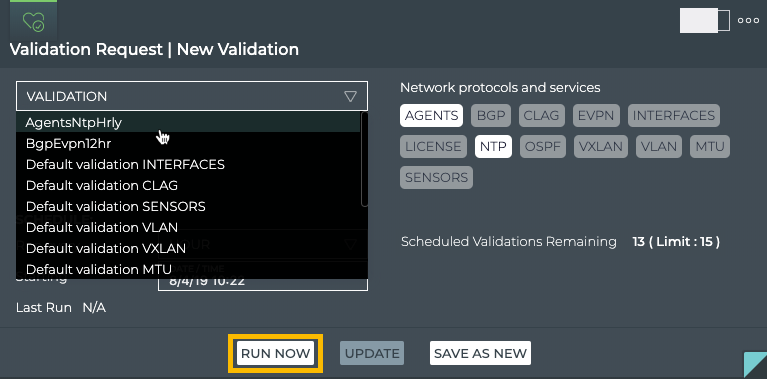 Validation Request | New Validation
VALIDATION
AgentsNtpHrly
BgpEvpn12hr
Default validation INTERFACES
Default validation CLAG
Default validation SENSORS
Default validation VLAN
Default validation VXLAN
Default validation MTU
Starting
8/4/19 10:22
Last Run N/A
Network protocols and services
AGENTS BGP CLAG EVPN INTERFACES
LICENSE NTP OSPF VXLAN VLAN MTU
SENSORS
Scheduled Validations Remaining 13 ( Limit : 15 )
RUN NOW UPDATE SAVE AS NEW